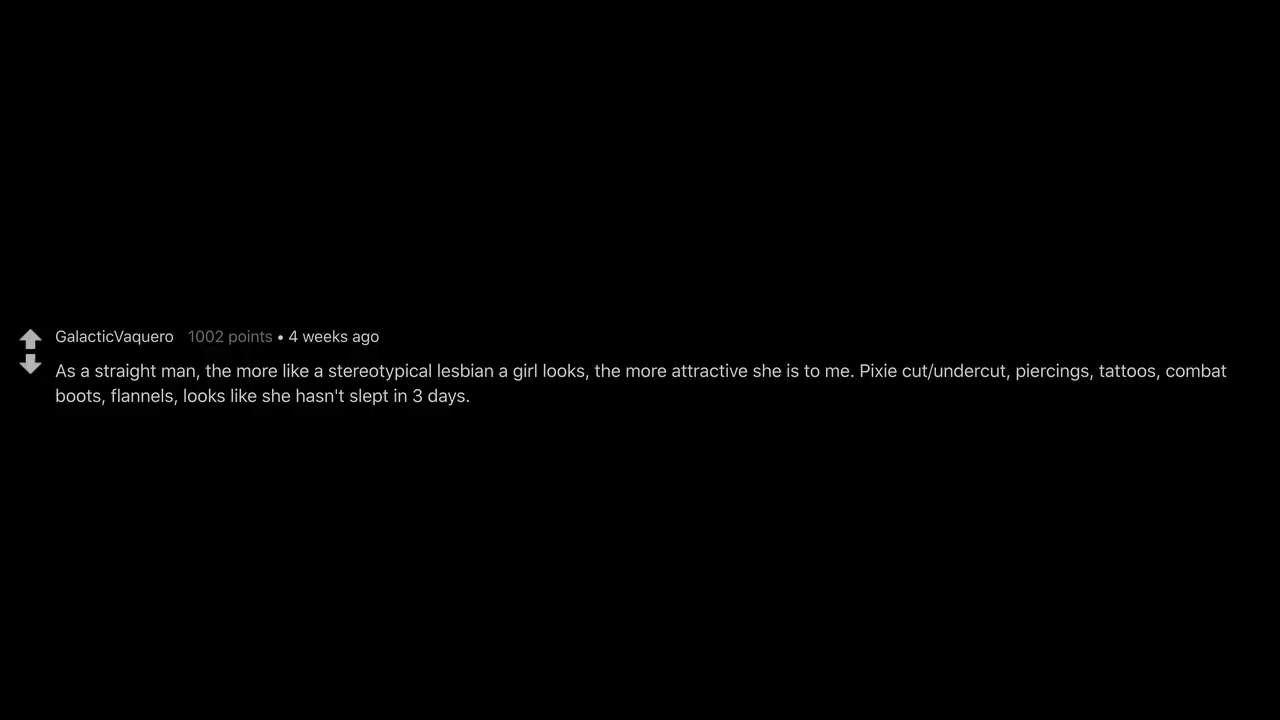 GalacticVaquero 1002 points • 4 weeks ago
As a straight man, the more like a stereotypical lesbian a girl looks, the more attractive she is to me. Pixie cut/undercut, piercings, tattoos, combat
boots, flannels, looks like she hasn't slept in 3 days.